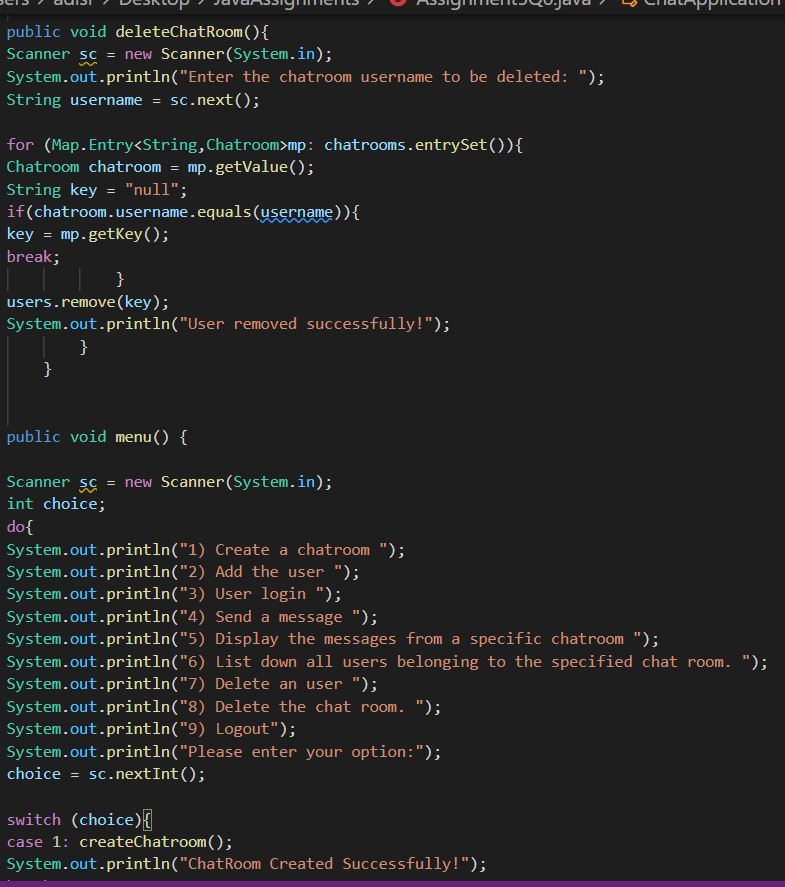 Desktop > JavaAssignments > Assignment5Q6.java > ChatApplication
public void deleteChatRoom(){
Scanner sc = new Scanner(System.in);
System.out.println("Enter the chatroom username to be deleted: ");
String username = sc.next();
for (Map.Entry<String,Chatroom>mp: chatrooms.entrySet()){
Chatroom chatroom = mp.getValue();
String key = "null";
if(chatroom.username.equals(username)){
key = mp.getKey();
break;
}
users.remove(key);
System.out.println("User removed successfully!");
}
}
public void menu() {
Scanner sc = new Scanner(System.in);
int choice;
do{
System.out.println("1) Create a chatroom ");
System.out.println("2) Add the user ");
System.out.println("3) User login ");
System.out.println("4) Send a message ");
System.out.println("5) Display the messages from a specific chatroom ");
System.out.println("6) List down all users belonging to the specified chat room. ");
System.out.println("7) Delete an user ");
System.out.println("8) Delete the chat room. ");
System.out.println("9) Logout");
System.out.println("Please enter your option:");
choice = sc.nextInt();
switch (choice){
case 1: createChatroom();
System.out.println("ChatRoom Created Successfully!");